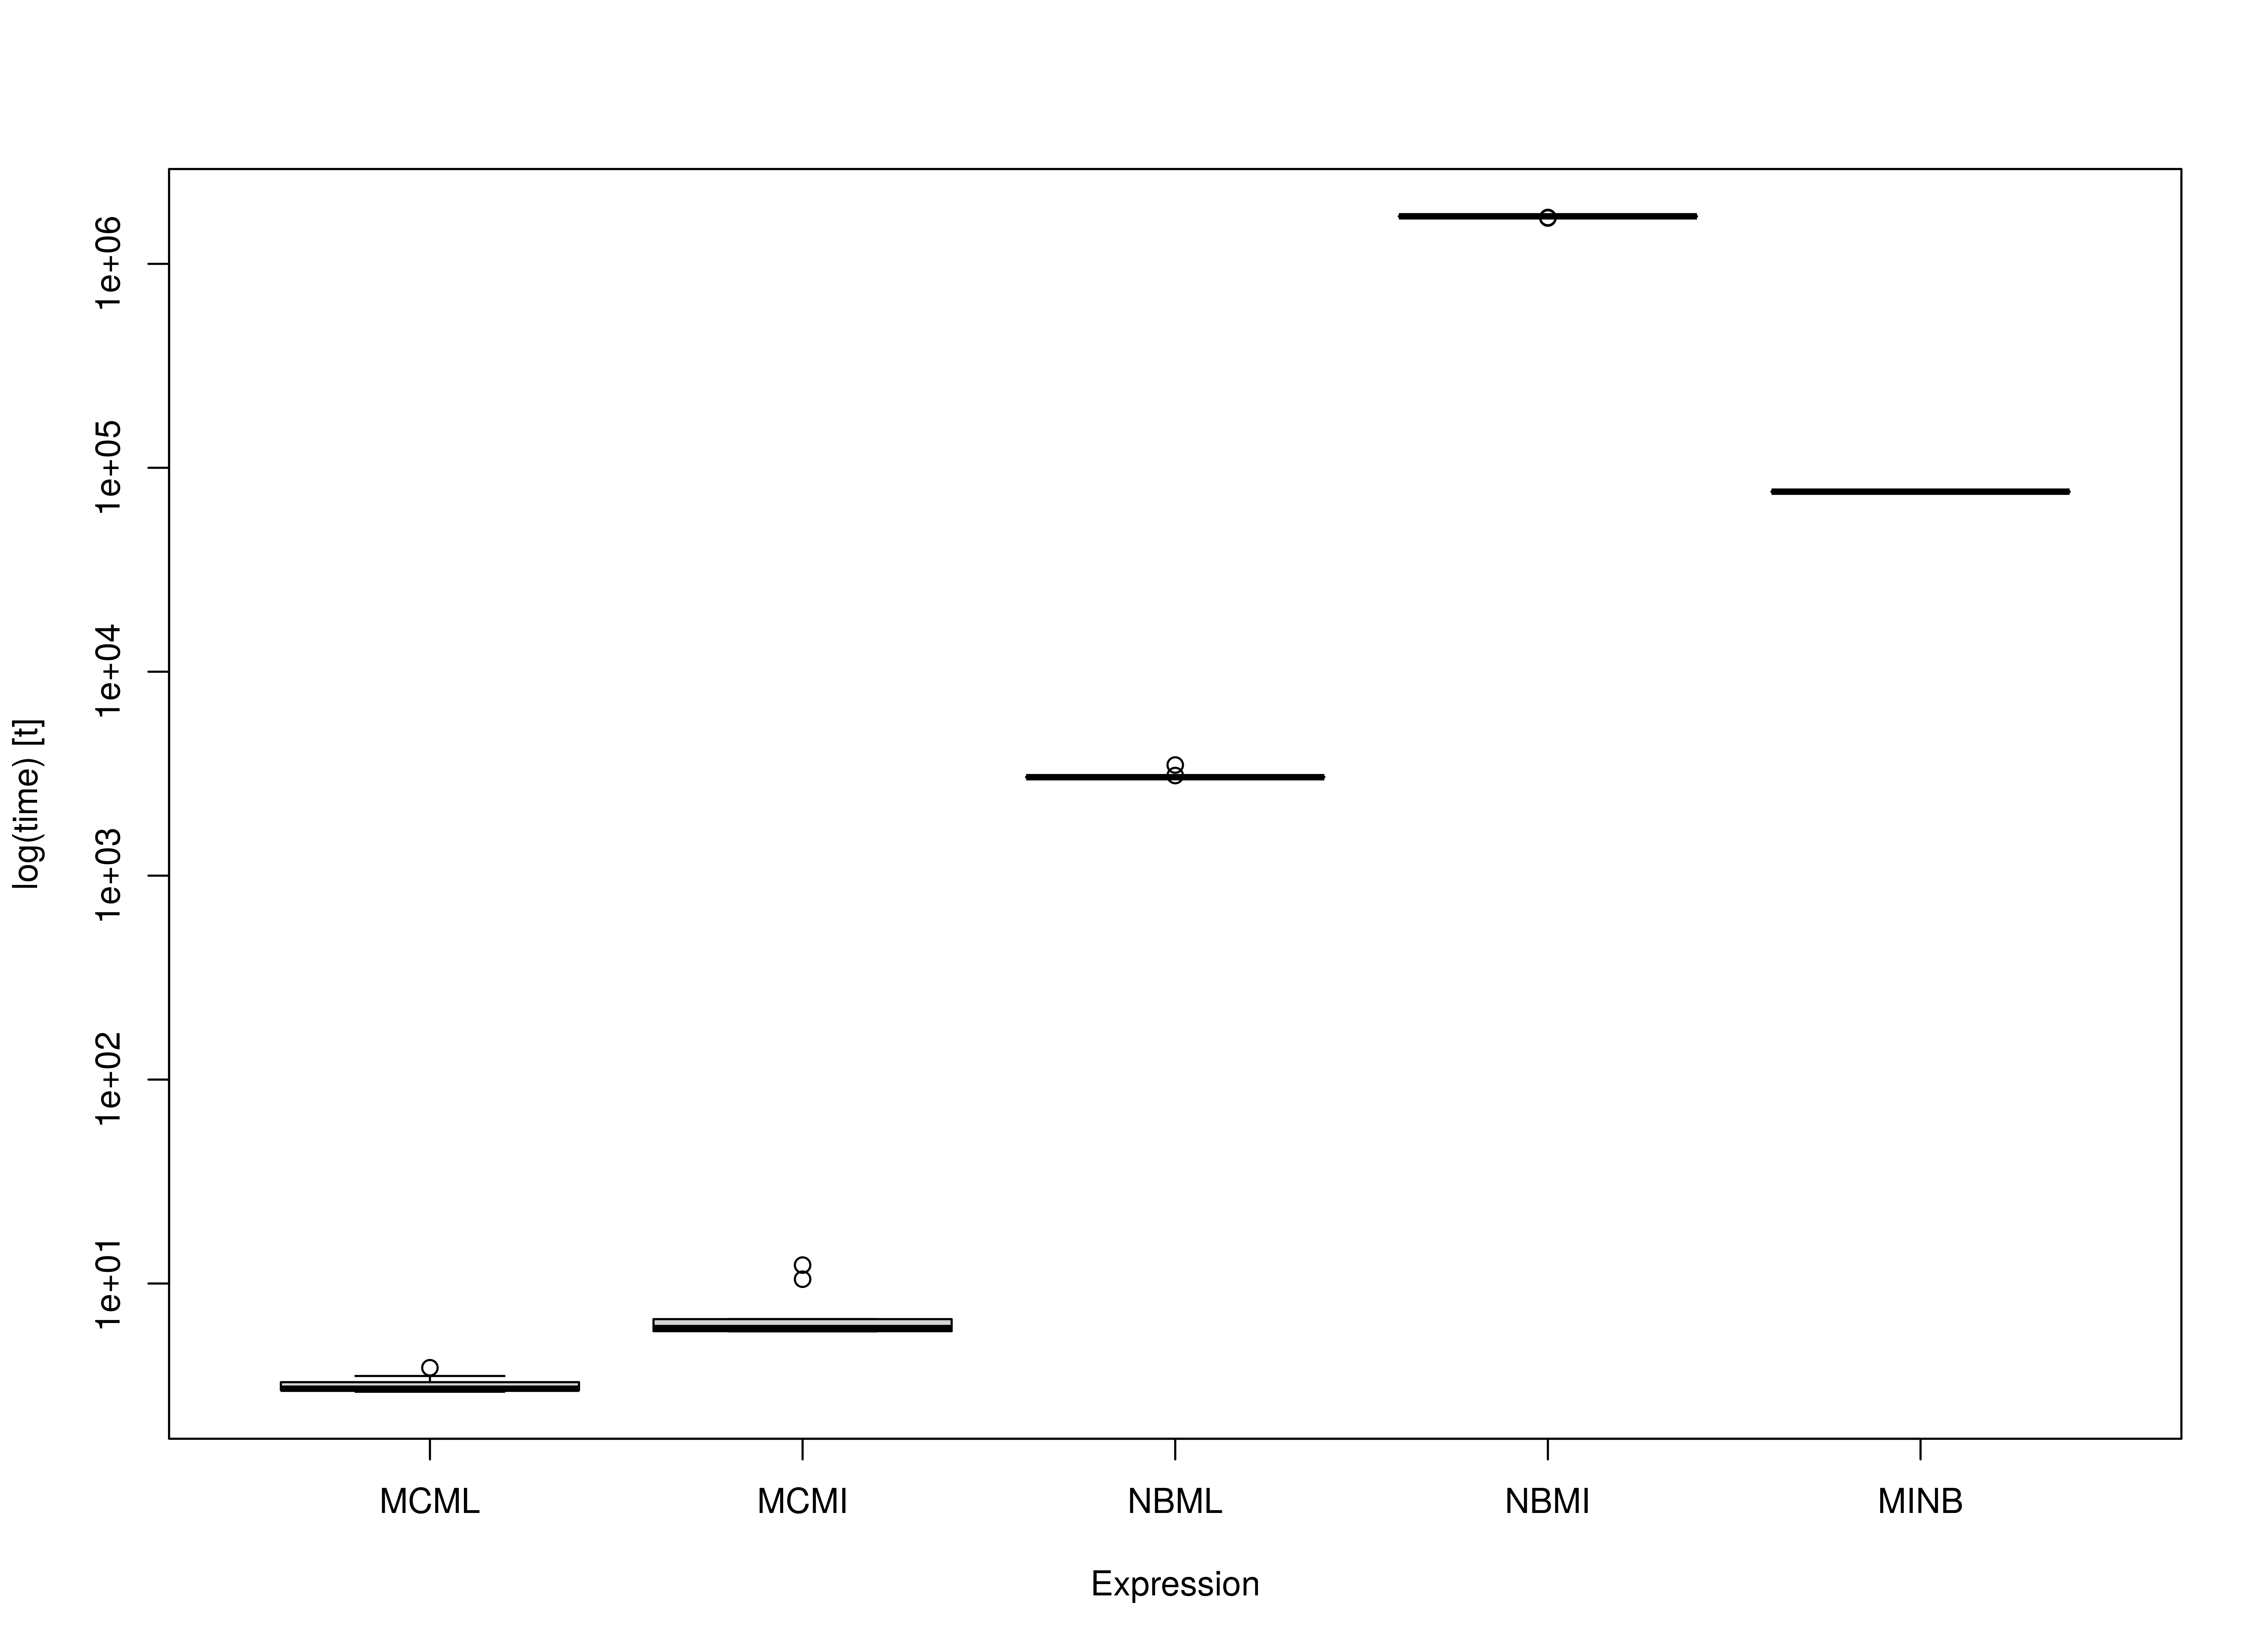 log(time) [t]
1e+06
1e+05
1e+04
1e+03
1e+02
1e+01
MCML MCMI NBML NBMI MINB
Expression